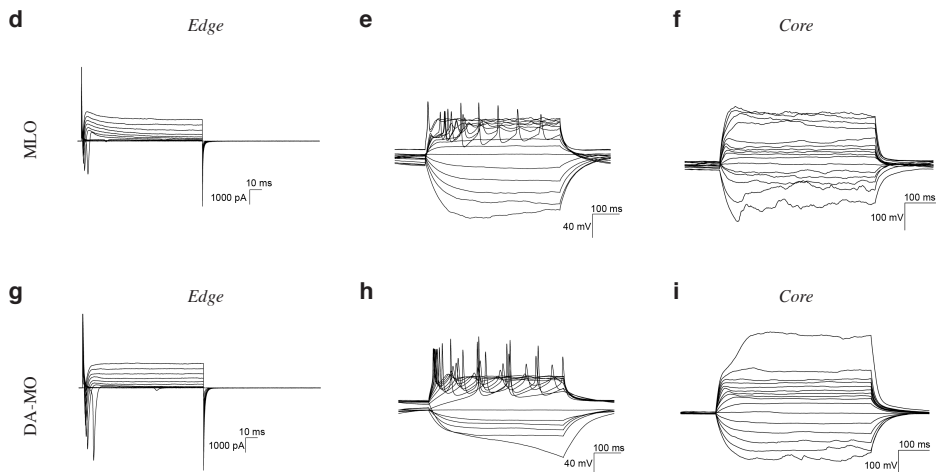 d
Edge
e
f
Core
MLO
10 ms
1000 pA
100 ms
40 mV
100 ms
100 mV
g
Edge
h
i
Core
DA-MO
10 ms
1000 pA
100 ms
40 mV
100 ms
100 mV